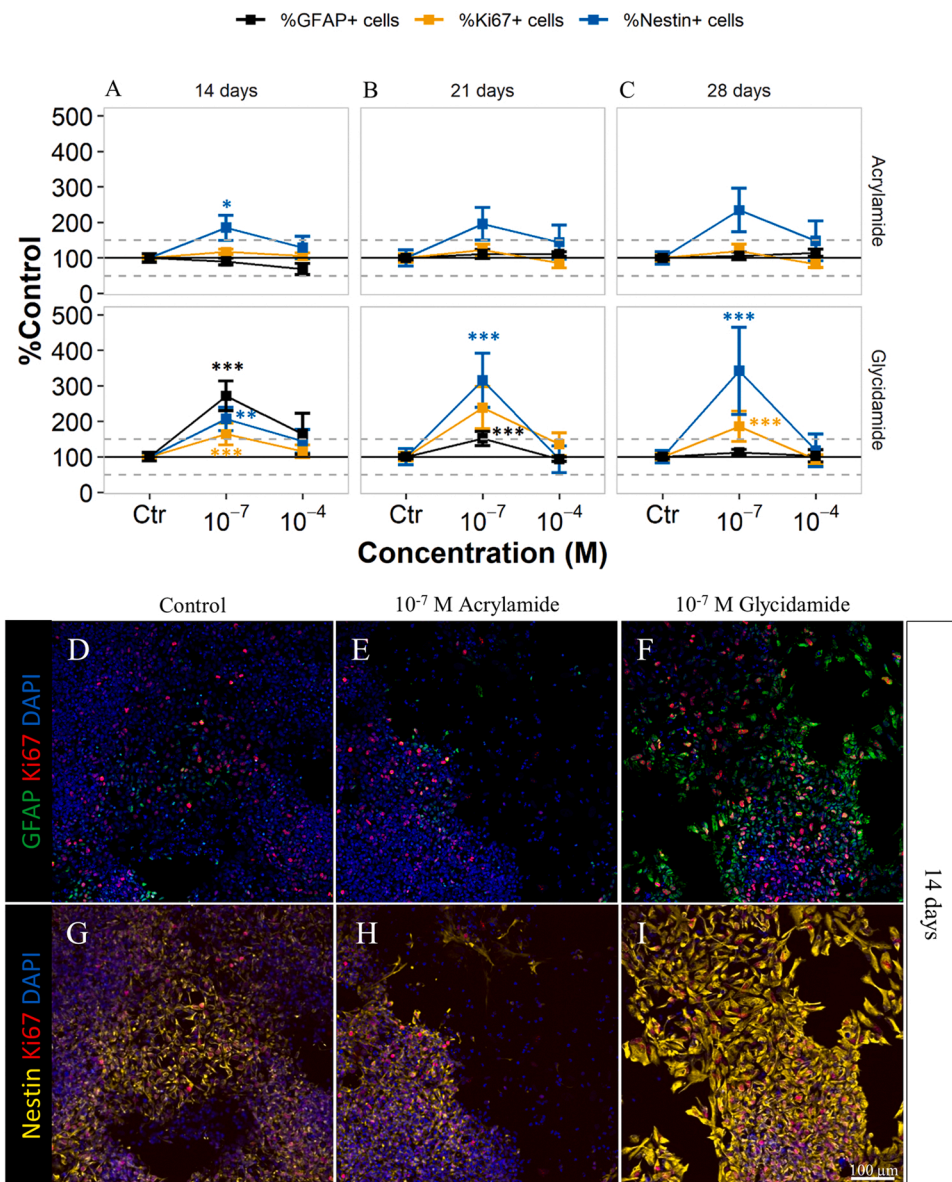 %GFAP+ cells %Ki67+ cells %Nestin+ cells
A 14 days B 21 days C 28 days
500
400
300
200
100
0
*
Acrylamide
500
400
300
200
100
0
***
**
***
***
***
***
***
Glycidamide
%Control
Ctr 10⁻⁷ 10⁻⁴ Ctr 10⁻⁷ 10⁻⁴ Ctr 10⁻⁷ 10⁻⁴
Concentration (M)
Control 10⁻⁷ M Acrylamide 10⁻⁷ M Glycidamide
GFAP Ki67 DAPI
D E F
14 days
Nestin Ki67 DAPI
G H I
100 µm